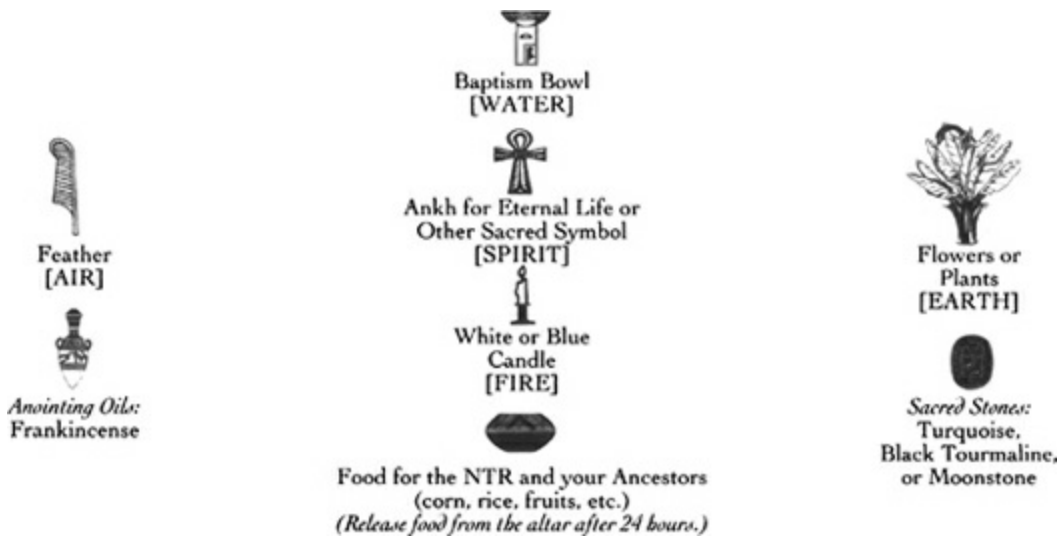 Baptism Bowl
[WATER]
Feather
[AIR]
Ankh for Eternal Life or
Other Sacred Symbol
[SPIRIT]
Flowers or
Plants
[EARTH]
White or Blue
Candle
[FIRE]
Anointing Oils:
Frankincense
Sacred Stones:
Turquoise,
Black Tourmaline,
or Moonstone
Food for the NTR and your Ancestors
(corn, rice, fruits, etc.)
(Release food from the altar after 24 hours.)